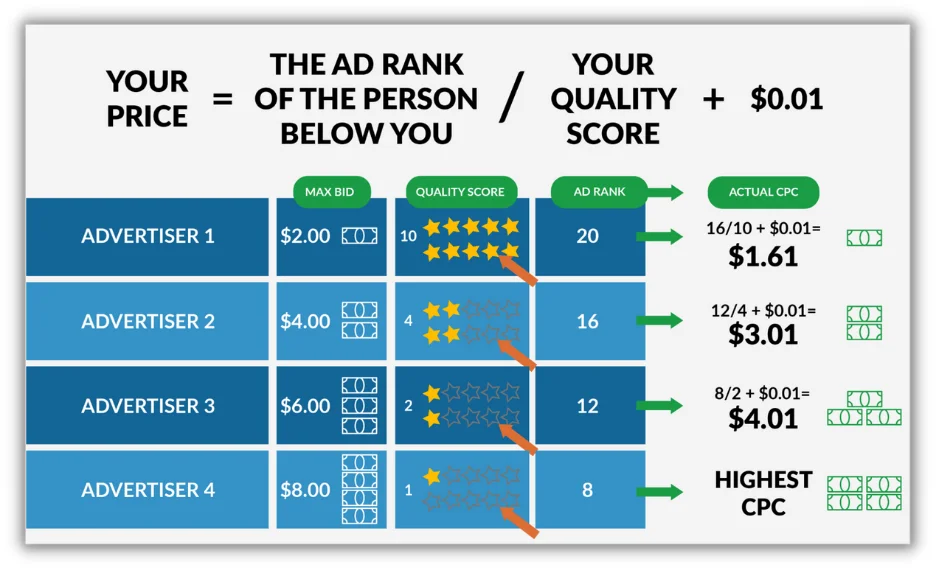 YOUR
PRICE
=
THE AD RANK
OF THE PERSON
BELOW YOU
/
YOUR
QUALITY
SCORE
+
$0.01
MAX BID
QUALITY SCORE
AD RANK
ACTUAL CPC
ADVERTISER 1
$2.00
10
20
16/10 + $0.01=
$1.61
ADVERTISER 2
$4.00
4
16
12/4 + $0.01=
$3.01
ADVERTISER 3
$6.00
2
12
8/2 + $0.01=
$4.01
ADVERTISER 4
$8.00
1
8
HIGHEST
CPC